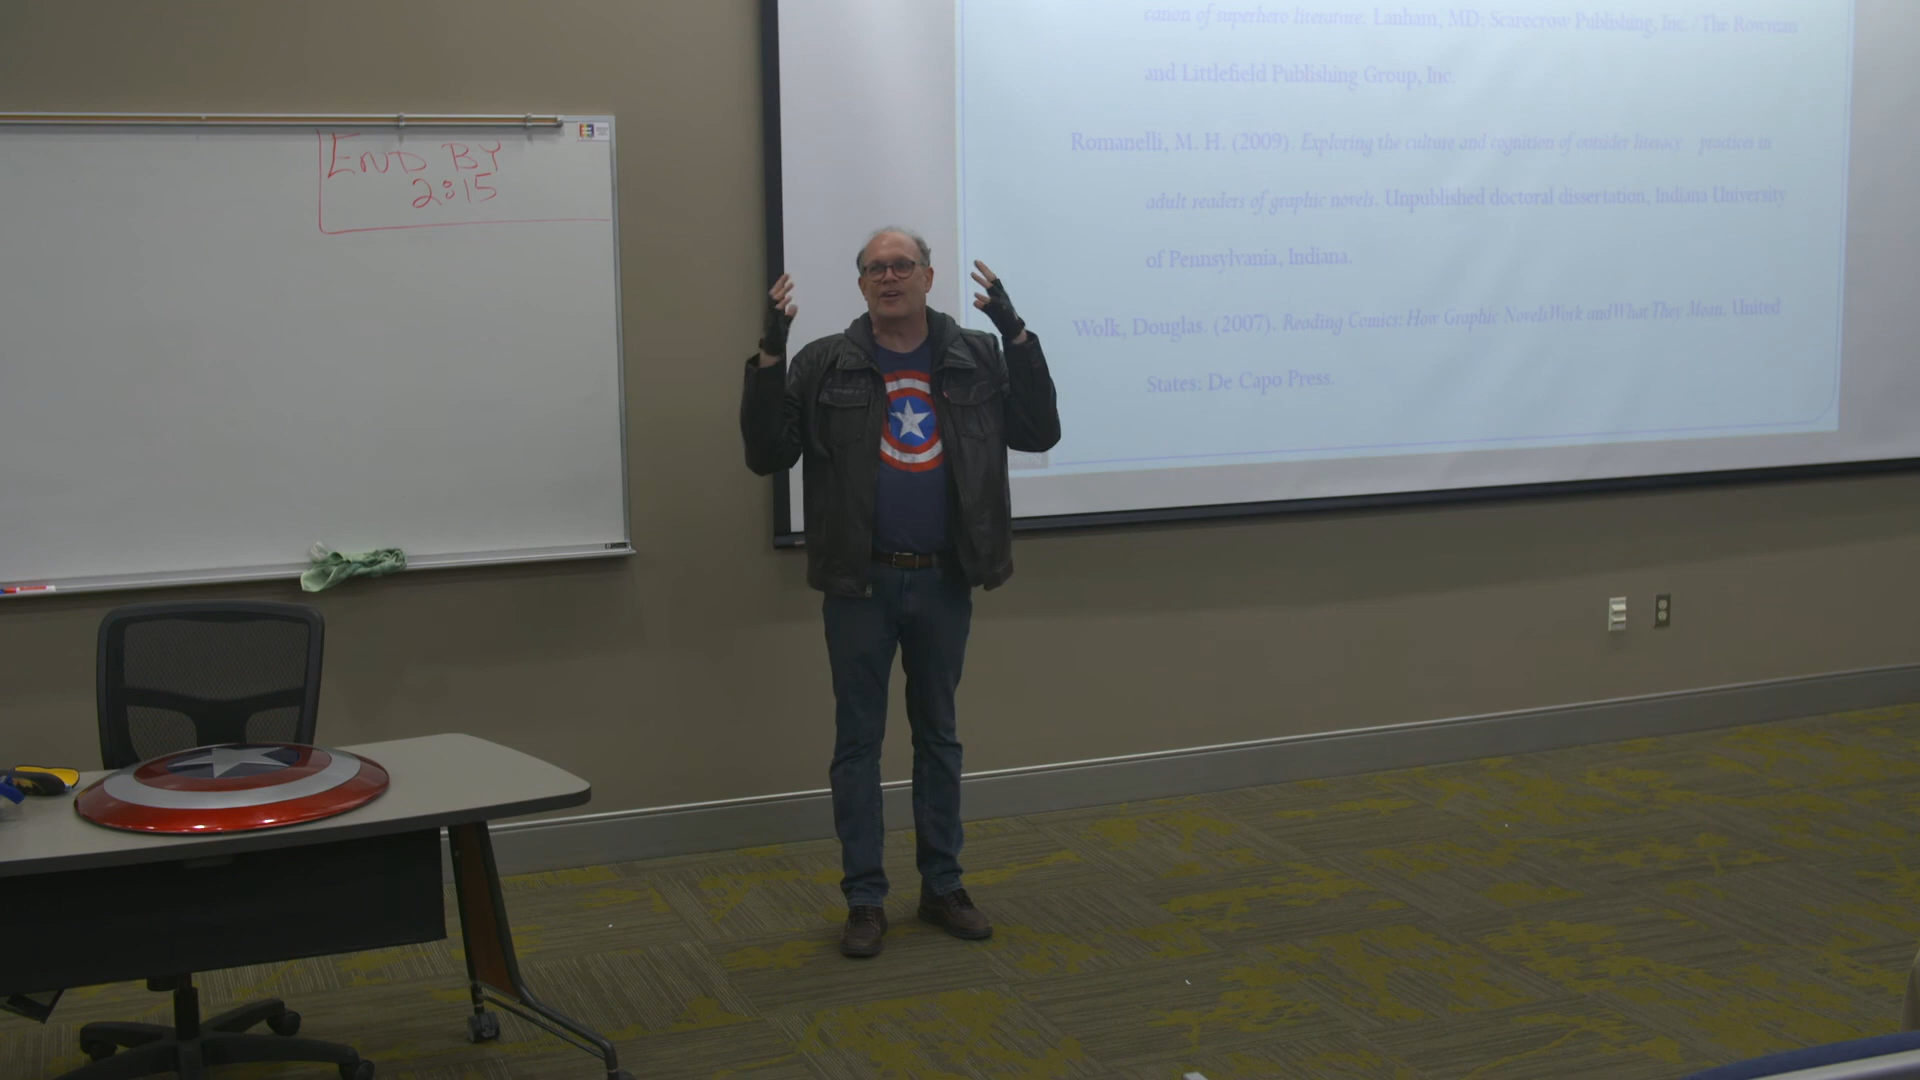 END BY
2:15
canon of superhero literature. Lanham, MD: Scarecrow Publishing, Inc. / The Rowman
and Littlefield Publishing Group, Inc
Romanelli, M. H. (2009). Exploring the culture and cognition of outsider literacy practices in
adult readers of graphic novels. Unpublished doctoral dissertation, Indiana University
of Pennsylvania, Indiana.
Wolk, Douglas. (2007). Reading Comics: How Graphic Novels Work and What They Mean. United
States: De Capo Press.